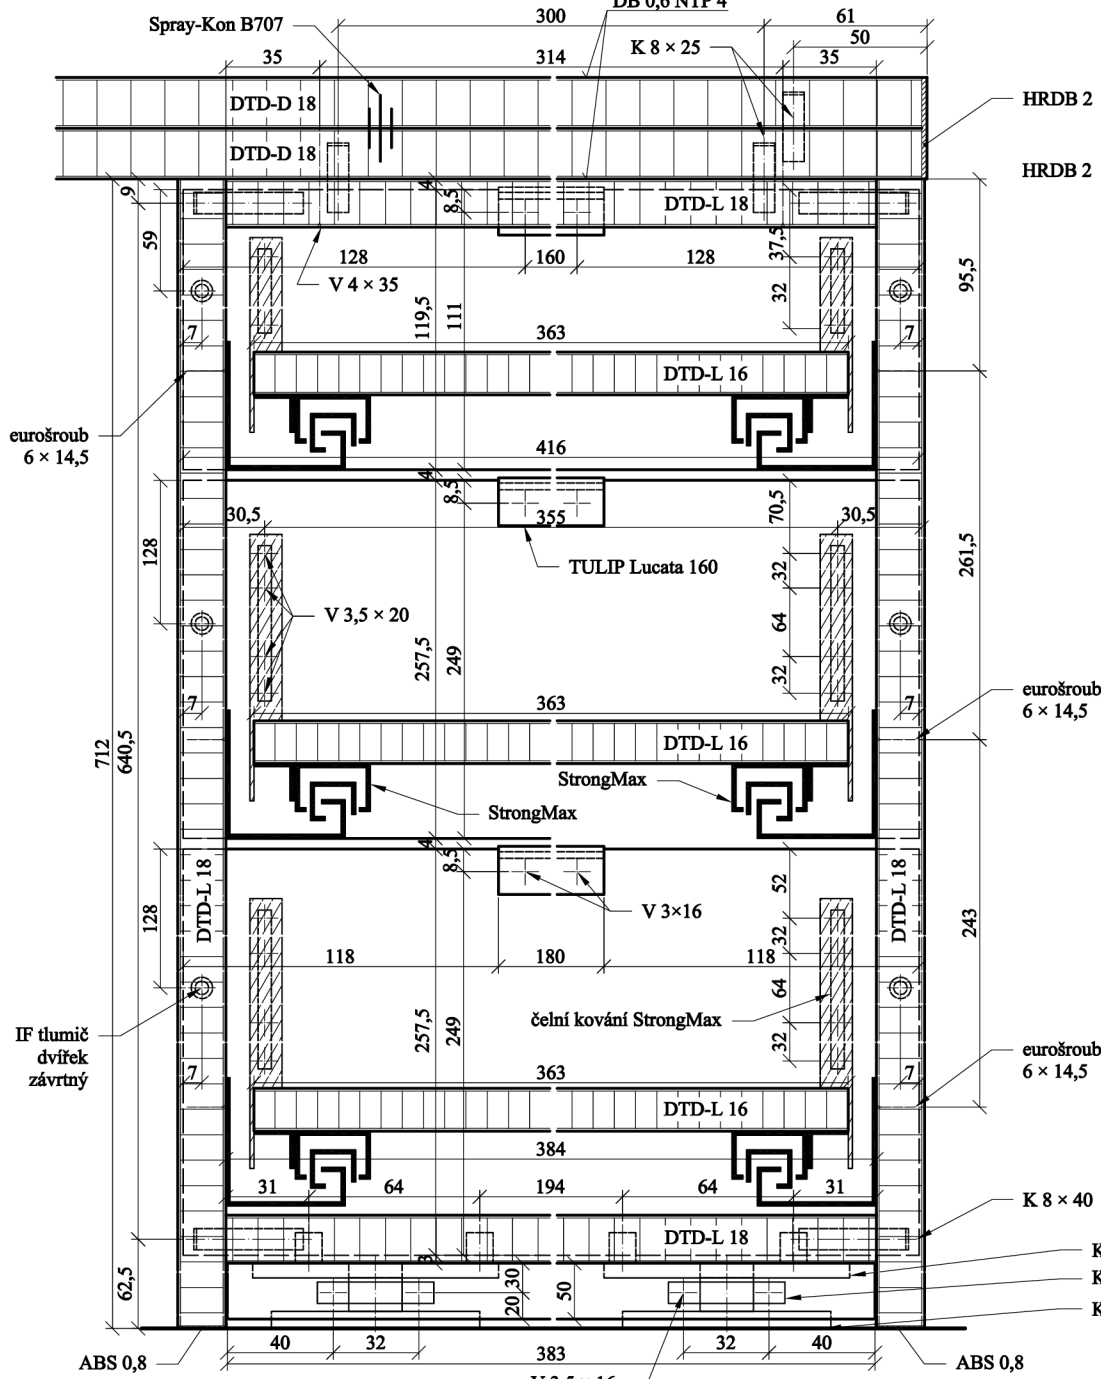 DB 0,6 NTP 4
Spray-Kon B707
300
61
K 8 × 25
50
35
314
35
DTD-D 18
HRDB 2
DTD-D 18
HRDB 2
9
4
8,5
DTD-L 18
59
37,5
95,5
128
160
128
V 4 × 35
32
119,5
111
7
363
7
DTD-L 16
eurošroub
6 × 14,5
416
4
8,5
70,5
30,5
355
30,5
128
TULIP Lucata 160
32
261,5
V 3,5 × 20
64
257,5
249
32
7
363
7
eurošroub
6 × 14,5
712
640,5
DTD-L 16
StrongMax
StrongMax
4
8,5
52
DTD-L 18
DTD-L 18
128
V 3×16
32
243
118
180
118
64
IF tlumič
dvířek
závrtný
čelní kování StrongMax
257,5
249
32
eurošroub
6 × 14,5
7
363
7
DTD-L 16
384
31
64
194
64
31
K 8 × 40
DTD-L 18
3
K
62,5
30
50
K
20
K
40
32
32
40
ABS 0,8
383
ABS 0,8